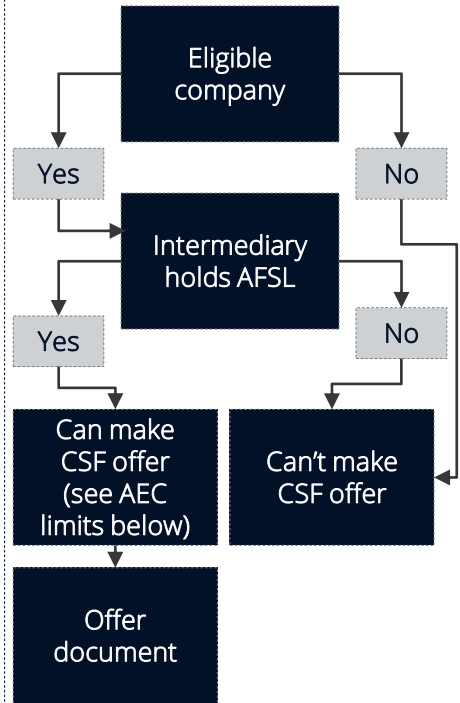 Eligible
company
Yes
No
Intermediary
holds AFSL
Yes
No
Can make
CSF offer
(see AEC
limits below)
Can’t make
CSF offer
Offer
document